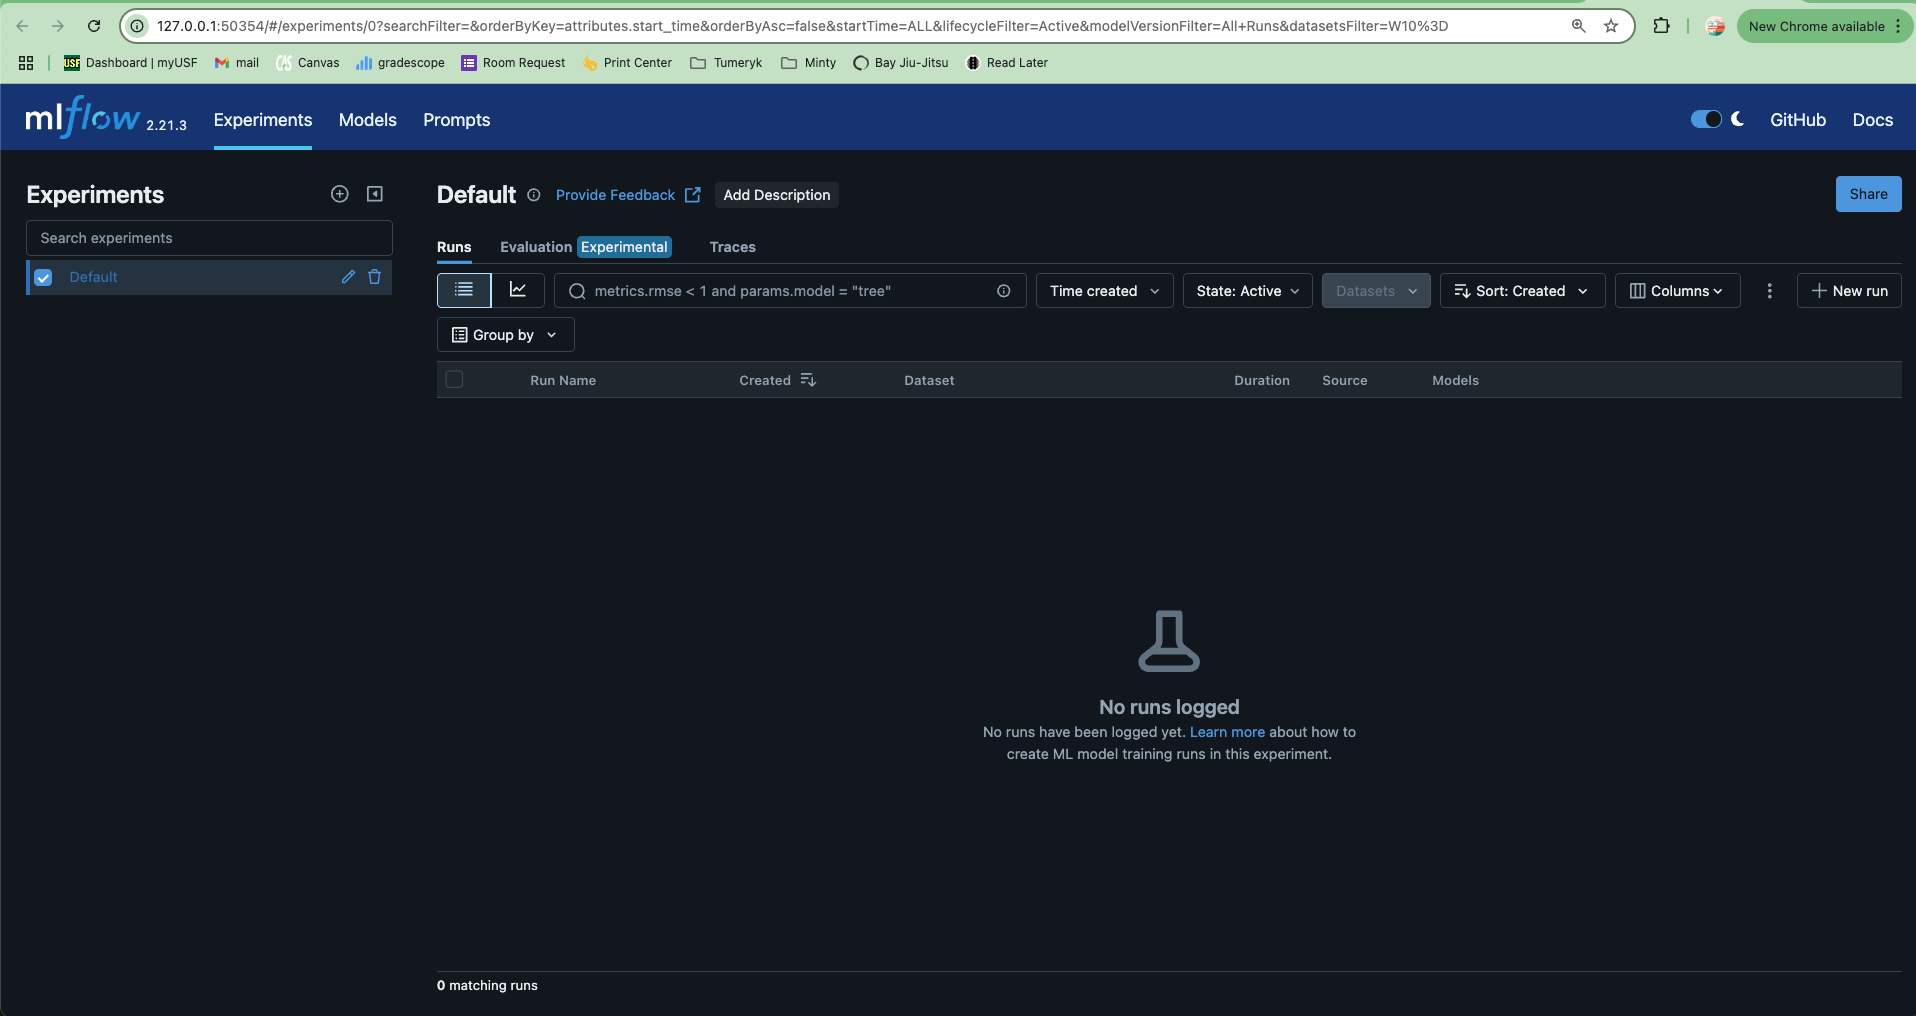 127.0.0.1:50354/#/experiments/0?searchFilter=&orderByKey=attributes.start_time&orderByAsc=false&startTime=ALL&lifecycleFilter=Active&modelVersionFilter=All+Runs&datasetsFilter=W10%3D
New Chrome available
USF Dashboard | myUSF mail CAS Canvas gradescope Room Request Print Center Tumeryk Minty Bay Jiu-Jitsu Read Later
mlflow 2.21.3 Experiments Models Prompts GitHub Docs
Experiments
Search experiments
Default
Default Provide Feedback Add Description Share
Runs Evaluation Experimental Traces
metrics.rmse < 1 and params.model = "tree" Time created State: Active Datasets Sort: Created Columns New run
Group by
Run Name Created Dataset Duration Source Models
No runs logged
No runs have been logged yet. Learn more about how to
create ML model training runs in this experiment.
0 matching runs